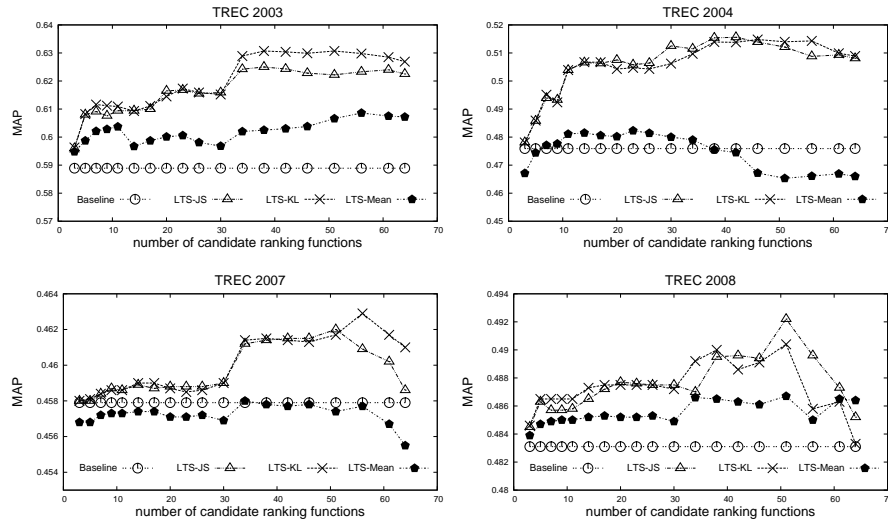 TREC 2003
0.64
0.63
0.62
0.61
0.6
0.59
0.58
0.57
MAP
Baseline LTS-JS LTS-KL LTS-Mean
0 10 20 30 40 50 60 70
number of candidate ranking functions
TREC 2004
0.52
0.51
0.5
0.49
0.48
0.47
0.46
0.45
MAP
Baseline LTS-JS LTS-KL LTS-Mean
0 10 20 30 40 50 60 70
number of candidate ranking functions
TREC 2007
0.464
0.462
0.46
0.458
0.456
0.454
MAP
Baseline LTS-JS LTS-KL LTS-Mean
0 10 20 30 40 50 60 70
number of candidate ranking functions
TREC 2008
0.494
0.492
0.49
0.488
0.486
0.484
0.482
0.48
MAP
Baseline LTS-JS LTS-KL LTS-Mean
0 10 20 30 40 50 60 70
number of candidate ranking functions